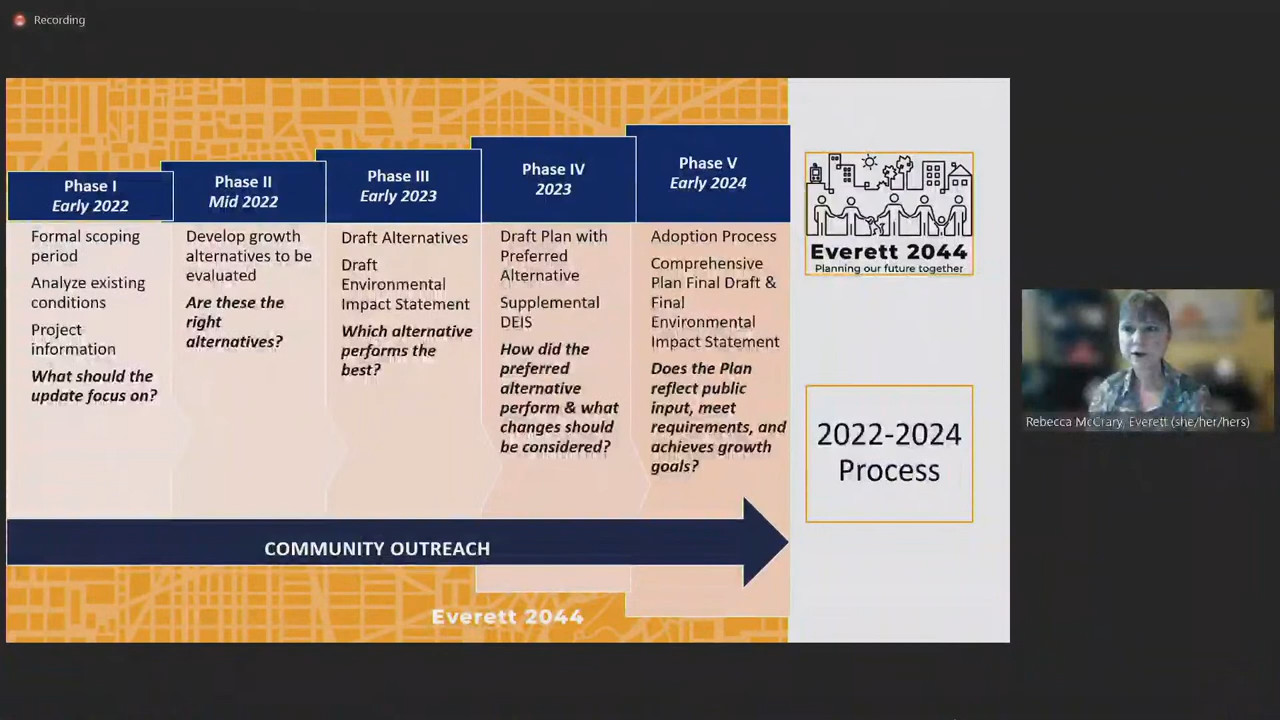 Recording
Phase I
Early 2022
Formal scoping
period
Analyze existing
conditions
Project
information
What should the
update focus on?
Phase II
Mid 2022
Develop growth
alternatives to be
evaluated
Are these the
right
alternatives?
Phase III
Early 2023
Draft Alternatives
Draft
Environmental
Impact Statement
Which alternative
performs the
best?
Phase IV
2023
Draft Plan with
Preferred
Alternative
Supplemental
DEIS
How did the
preferred
alternative
perform & what
changes should
be considered?
Phase V
Early 2024
Adoption Process
Comprehensive
Plan Final Draft &
Final
Environmental
Impact Statement
Does the Plan
reflect public
input, meet
requirements, and
achieves growth
goals?
COMMUNITY OUTREACH
Everett 2044
Everett 2044
Planning our future together
2022-2024
Process
Rebecca McCrary, Everett (she/her/hers)